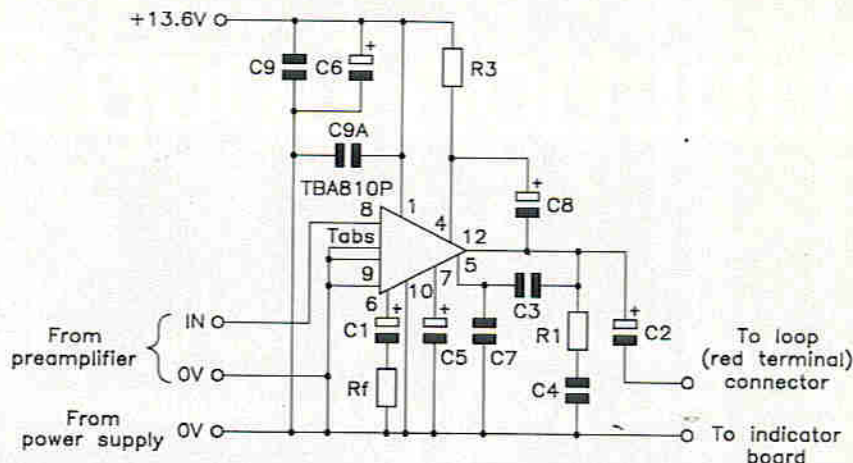 +13.6V
C9
C6
+
R3
C9A
TBA810P
+
C8
8
1
4
Tabs
12
5
9
7
6
10
+
+
C3
IN
C1
C5
C7
R1
+
C2
From
preamplifier
To loop
(red terminal)
connector
0V
Rf
C4
From
power supply
0V
To indicator
board